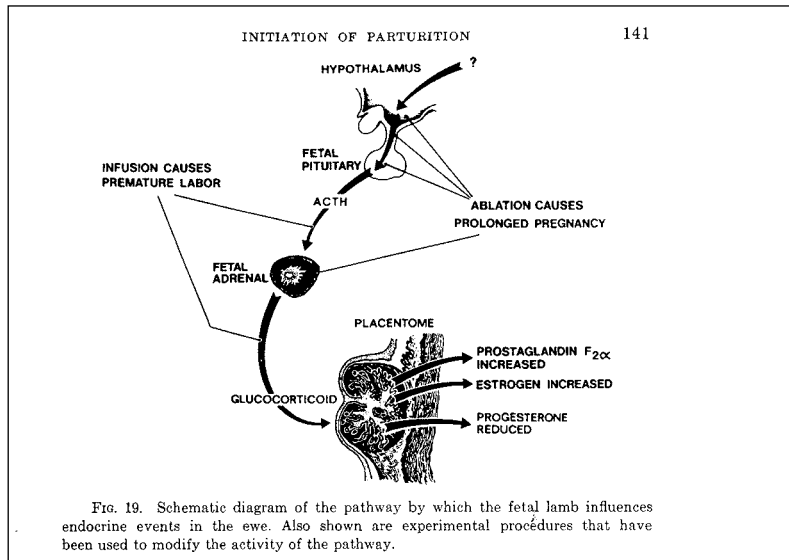 INITIATION OF PARTURITION 141
HYPOTHALAMUS ?
FETAL
PITUITARY
INFUSION CAUSES
PREMATURE LABOR
ACTH
ABLATION CAUSES
PROLONGED PREGNANCY
FETAL
ADRENAL
PLACENTOME
PROSTAGLANDIN F2α
INCREASED
ESTROGEN INCREASED
GLUCOCORTICOID
PROGESTERONE
REDUCED
FIG. 19. Schematic diagram of the pathway by which the fetal lamb influences
endocrine events in the ewe. Also shown are experimental procedures that have
been used to modify the activity of the pathway.